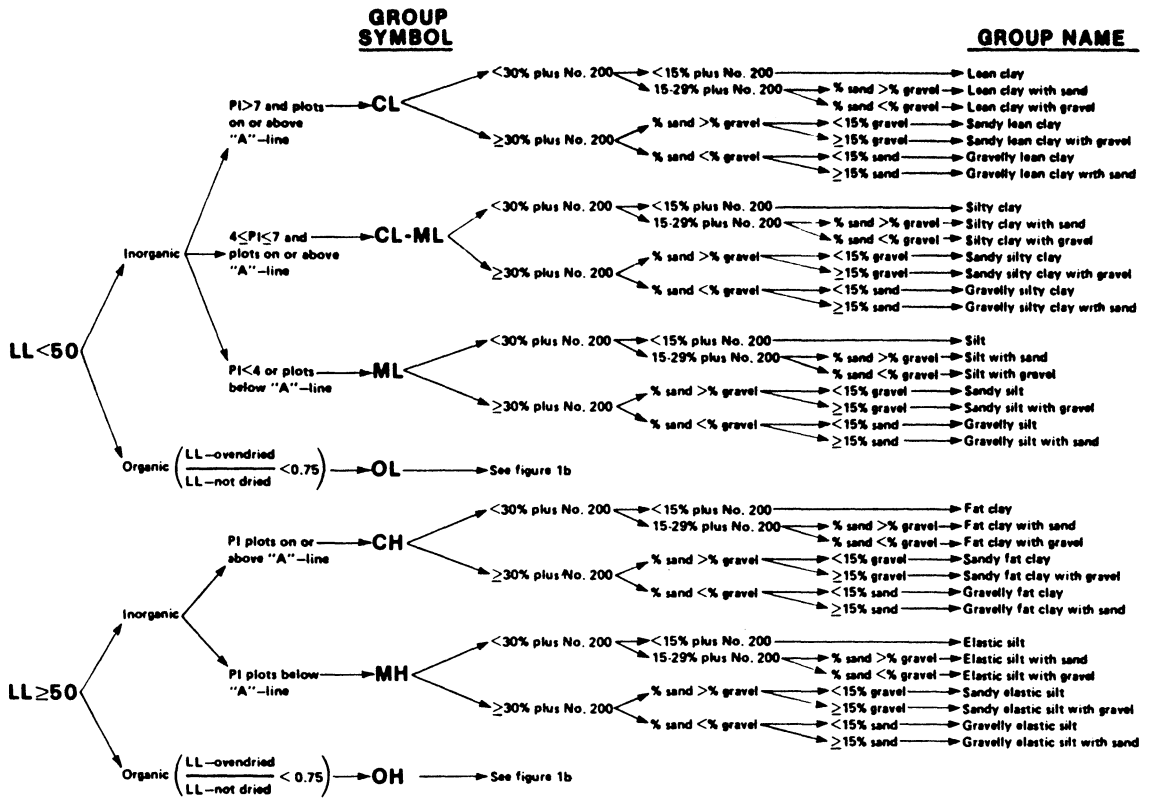 GROUP SYMBOL
GROUP NAME
<30% plus No. 200 <15% plus No. 200 Lean clay
15-29% plus No. 200 % sand >% gravel Lean clay with sand
% sand <% gravel Lean clay with gravel
PI>7 and plots on or above "A"-line CL
≥30% plus No. 200 % sand >% gravel <15% gravel Sandy lean clay
≥15% gravel Sandy lean clay with gravel
% sand <% gravel <15% sand Gravelly lean clay
≥15% sand Gravelly lean clay with sand
<30% plus No. 200 <15% plus No. 200 Silty clay
15-29% plus No. 200 % sand >% gravel Silty clay with sand
% sand <% gravel Silty clay with gravel
Inorganic 4≤PI≤7 and plots on or above "A"-line CL-ML
≥30% plus No. 200 % sand >% gravel <15% gravel Sandy silty clay
≥15% gravel Sandy silty clay with gravel
% sand <% gravel <15% sand Gravelly silty clay
≥15% sand Gravelly silty clay with sand
LL<50
<30% plus No. 200 <15% plus No. 200 Silt
15-29% plus No. 200 % sand >% gravel Silt with sand
% sand <% gravel Silt with gravel
PI<4 or plots below "A"-line ML
≥30% plus No. 200 % sand >% gravel <15% gravel Sandy silt
≥15% gravel Sandy silt with gravel
% sand <% gravel <15% sand Gravelly silt
≥15% sand Gravelly silt with sand
Organic (LL-ovendried / LL-not dried <0.75) OL See figure 1b
<30% plus No. 200 <15% plus No. 200 Fat clay
15-29% plus No. 200 % sand >% gravel Fat clay with sand
% sand <% gravel Fat clay with gravel
PI plots on or above "A"-line CH
≥30% plus No. 200 % sand >% gravel <15% gravel Sandy fat clay
≥15% gravel Sandy fat clay with gravel
% sand <% gravel <15% sand Gravelly fat clay
≥15% sand Gravelly fat clay with sand
Inorganic
<30% plus No. 200 <15% plus No. 200 Elastic silt
15-29% plus No. 200 % sand >% gravel Elastic silt with sand
% sand <% gravel Elastic silt with gravel
LL≥50
PI plots below "A"-line MH
≥30% plus No. 200 % sand >% gravel <15% gravel Sandy elastic silt
≥15% gravel Sandy elastic silt with gravel
% sand <% gravel <15% sand Gravelly elastic silt
≥15% sand Gravelly elastic silt with sand
Organic (LL-ovendried / LL-not dried < 0.75) OH See figure 1b